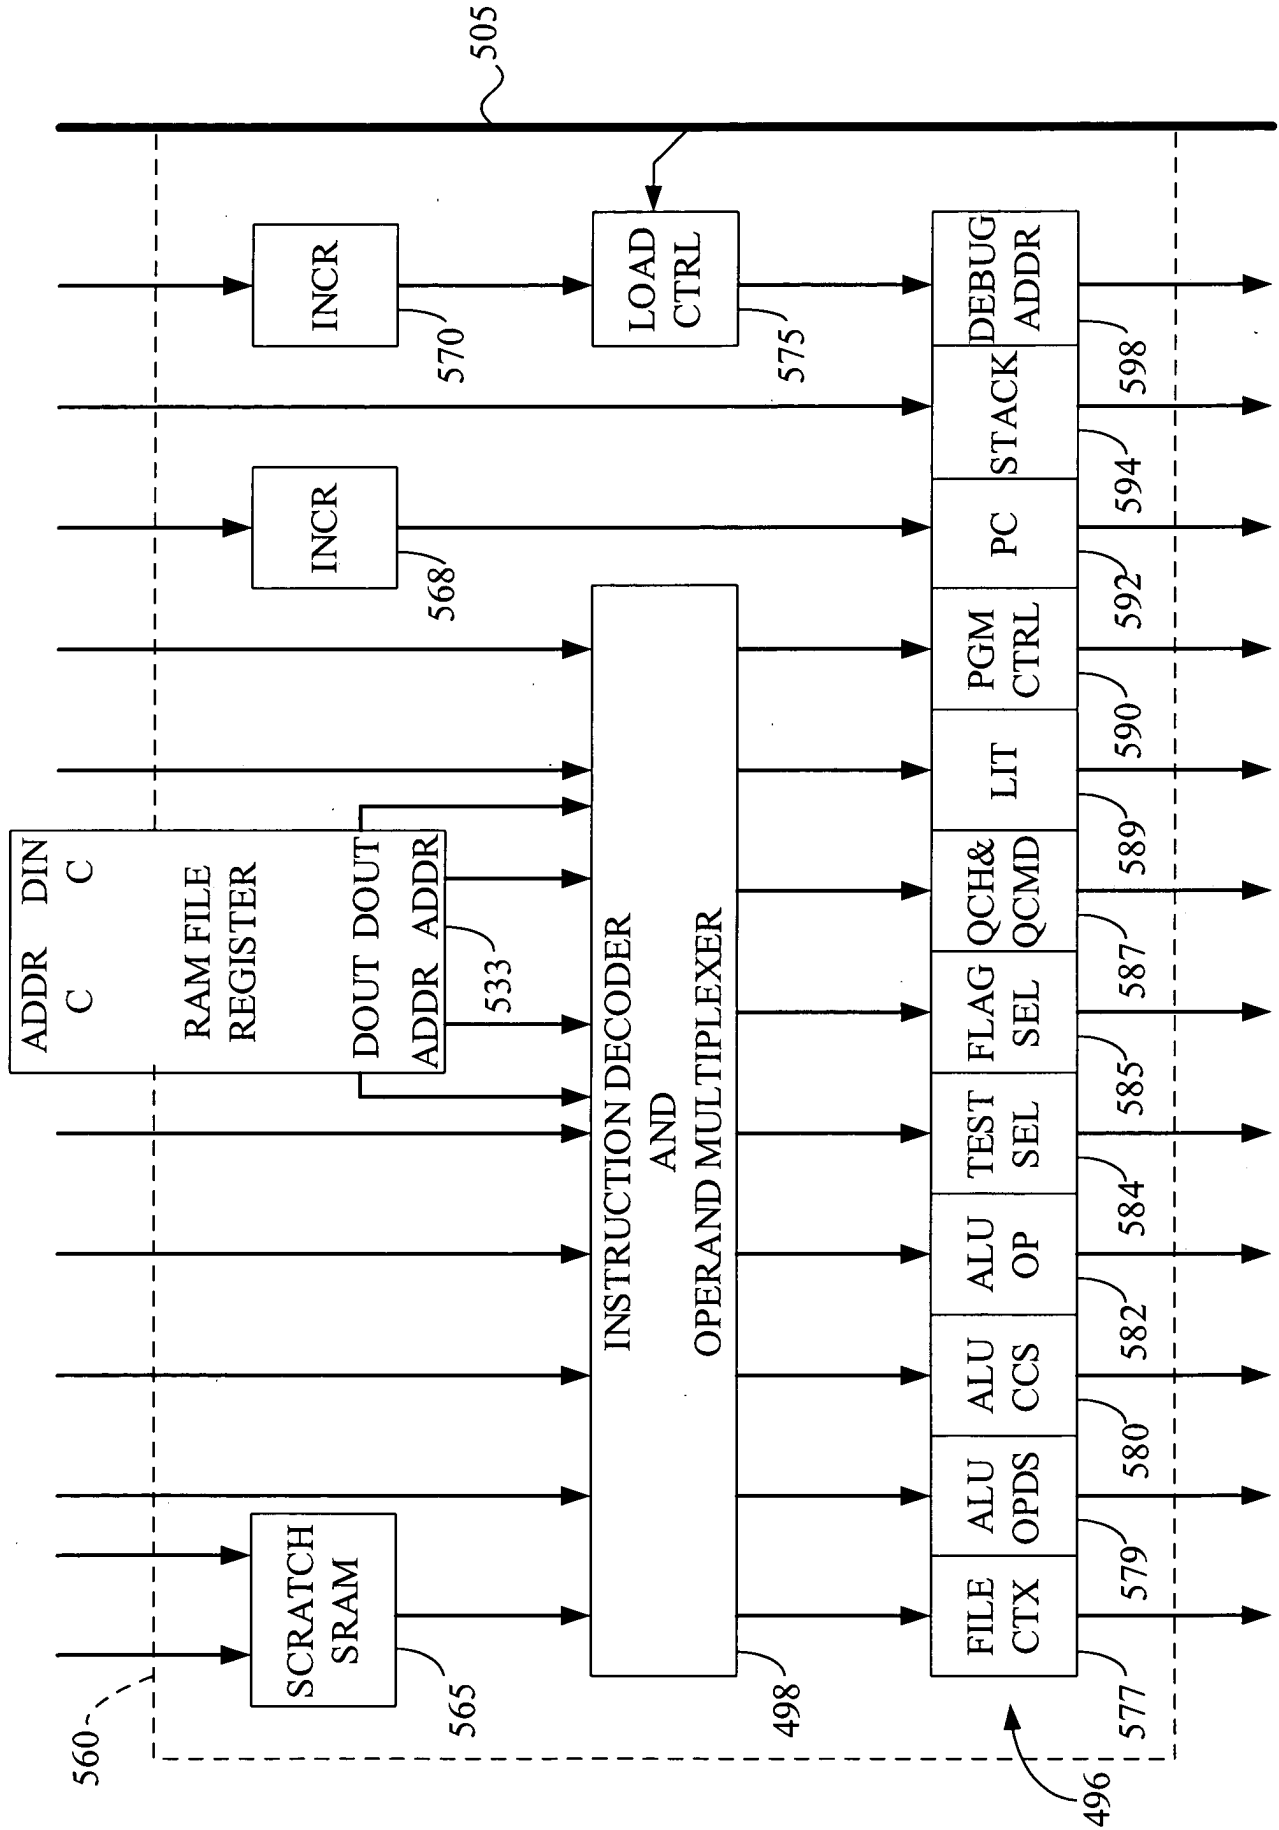 560
SCRATCH
SRAM
565
ADDR DIN
C C
RAM FILE
REGISTER
DOUT DOUT
ADDR ADDR
533
INCR
568
INCR
570
505
INSTRUCTION DECODER
AND
OPERAND MULTIPLEXER
498
LOAD
CTRL
575
496
FILE
CTX
577
ALU
OPDS
579
ALU
CCS
580
ALU
OP
582
TEST
SEL
584
FLAG
SEL
585
QCH&
QCMD
587
LIT
589
PGM
CTRL
590
PC
592
STACK
594
DEBUG
ADDR
598